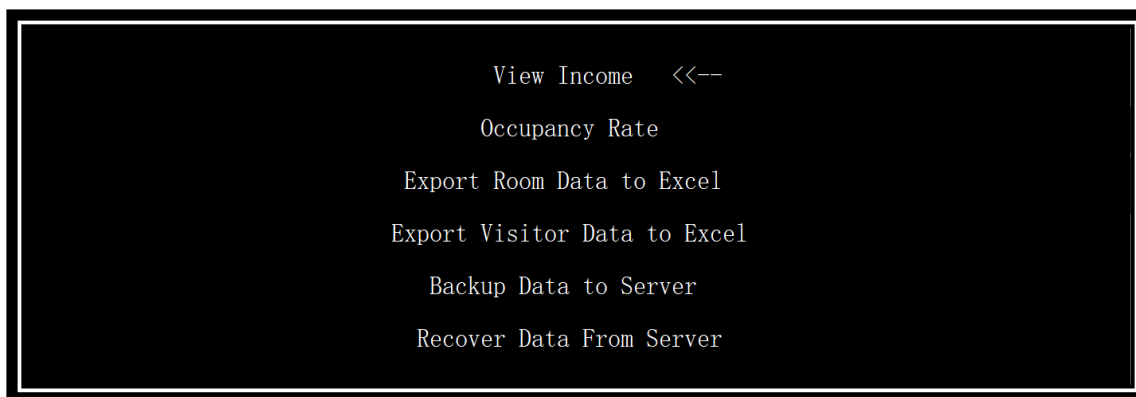 View Income <<--
Occupancy Rate
Export Room Data to Excel
Export Visitor Data to Excel
Backup Data to Server
Recover Data From Server